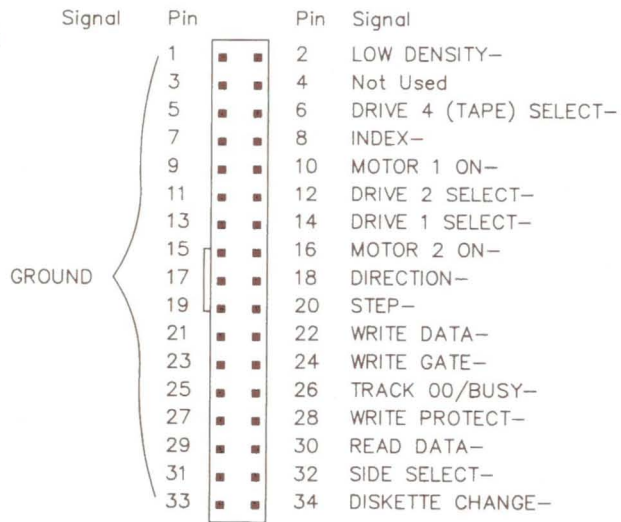 Signal Pin Pin Signal
1 2 LOW DENSITY–
3 4 Not Used
5 6 DRIVE 4 (TAPE) SELECT–
7 8 INDEX–
9 10 MOTOR 1 ON–
11 12 DRIVE 2 SELECT–
13 14 DRIVE 1 SELECT–
15 16 MOTOR 2 ON–
GROUND 17 18 DIRECTION–
19 20 STEP–
21 22 WRITE DATA–
23 24 WRITE GATE–
25 26 TRACK 00/BUSY–
27 28 WRITE PROTECT–
29 30 READ DATA–
31 32 SIDE SELECT–
33 34 DISKETTE CHANGE–